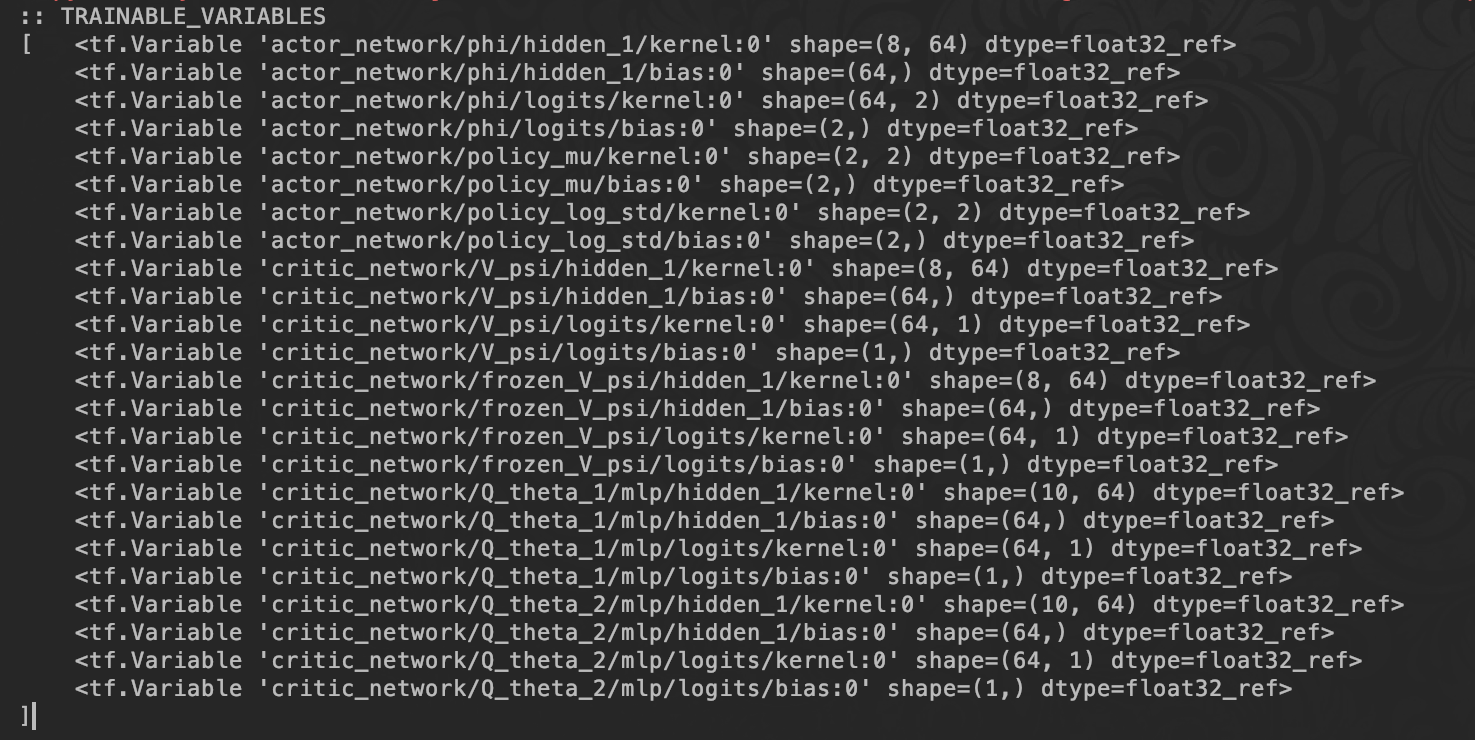 :: TRAINABLE_VARIABLES
[   <tf.Variable 'actor_network/phi/hidden_1/kernel:0' shape=(8, 64) dtype=float32_ref>
    <tf.Variable 'actor_network/phi/hidden_1/bias:0' shape=(64,) dtype=float32_ref>
    <tf.Variable 'actor_network/phi/logits/kernel:0' shape=(64, 2) dtype=float32_ref>
    <tf.Variable 'actor_network/phi/logits/bias:0' shape=(2,) dtype=float32_ref>
    <tf.Variable 'actor_network/policy_mu/kernel:0' shape=(2, 2) dtype=float32_ref>
    <tf.Variable 'actor_network/policy_mu/bias:0' shape=(2,) dtype=float32_ref>
    <tf.Variable 'actor_network/policy_log_std/kernel:0' shape=(2, 2) dtype=float32_ref>
    <tf.Variable 'actor_network/policy_log_std/bias:0' shape=(2,) dtype=float32_ref>
    <tf.Variable 'critic_network/V_psi/hidden_1/kernel:0' shape=(8, 64) dtype=float32_ref>
    <tf.Variable 'critic_network/V_psi/hidden_1/bias:0' shape=(64,) dtype=float32_ref>
    <tf.Variable 'critic_network/V_psi/logits/kernel:0' shape=(64, 1) dtype=float32_ref>
    <tf.Variable 'critic_network/V_psi/logits/bias:0' shape=(1,) dtype=float32_ref>
    <tf.Variable 'critic_network/frozen_V_psi/hidden_1/kernel:0' shape=(8, 64) dtype=float32_ref>
    <tf.Variable 'critic_network/frozen_V_psi/hidden_1/bias:0' shape=(64,) dtype=float32_ref>
    <tf.Variable 'critic_network/frozen_V_psi/logits/kernel:0' shape=(64, 1) dtype=float32_ref>
    <tf.Variable 'critic_network/frozen_V_psi/logits/bias:0' shape=(1,) dtype=float32_ref>
    <tf.Variable 'critic_network/Q_theta_1/mlp/hidden_1/kernel:0' shape=(10, 64) dtype=float32_ref>
    <tf.Variable 'critic_network/Q_theta_1/mlp/hidden_1/bias:0' shape=(64,) dtype=float32_ref>
    <tf.Variable 'critic_network/Q_theta_1/mlp/logits/kernel:0' shape=(64, 1) dtype=float32_ref>
    <tf.Variable 'critic_network/Q_theta_1/mlp/logits/bias:0' shape=(1,) dtype=float32_ref>
    <tf.Variable 'critic_network/Q_theta_2/mlp/hidden_1/kernel:0' shape=(10, 64) dtype=float32_ref>
    <tf.Variable 'critic_network/Q_theta_2/mlp/hidden_1/bias:0' shape=(64,) dtype=float32_ref>
    <tf.Variable 'critic_network/Q_theta_2/mlp/logits/kernel:0' shape=(64, 1) dtype=float32_ref>
    <tf.Variable 'critic_network/Q_theta_2/mlp/logits/bias:0' shape=(1,) dtype=float32_ref>
]